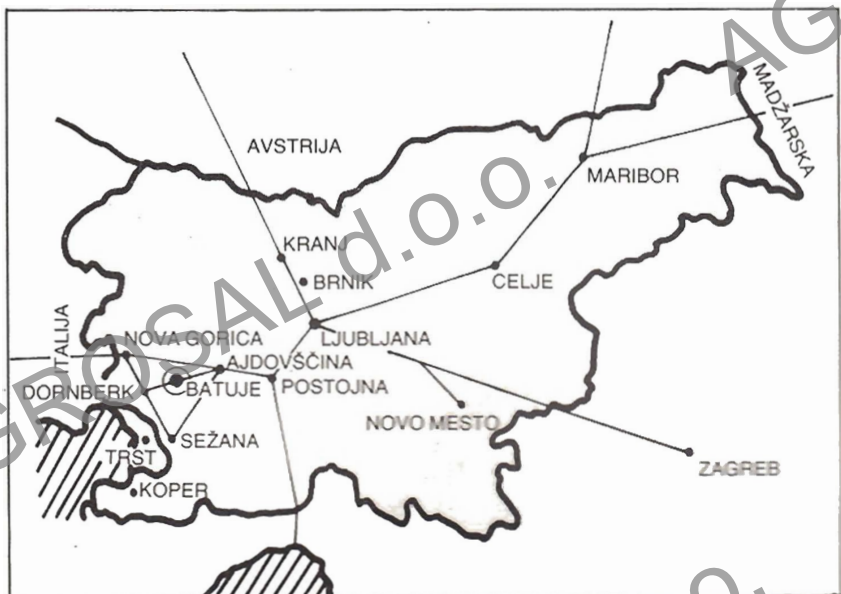 AVSTRIJA
MADŽARSKA
MARIBOR
KRANJ
BRNIK
CELJE
ITALIJA
NOVA GORICA
LJUBLJANA
AJDOVŠČINA
DORNBERK
BATUJE
POSTOJNA
NOVO MESTO
TRST
SEŽANA
ZAGREB
KOPER
AGROSAL d.o.o.
AG
o.